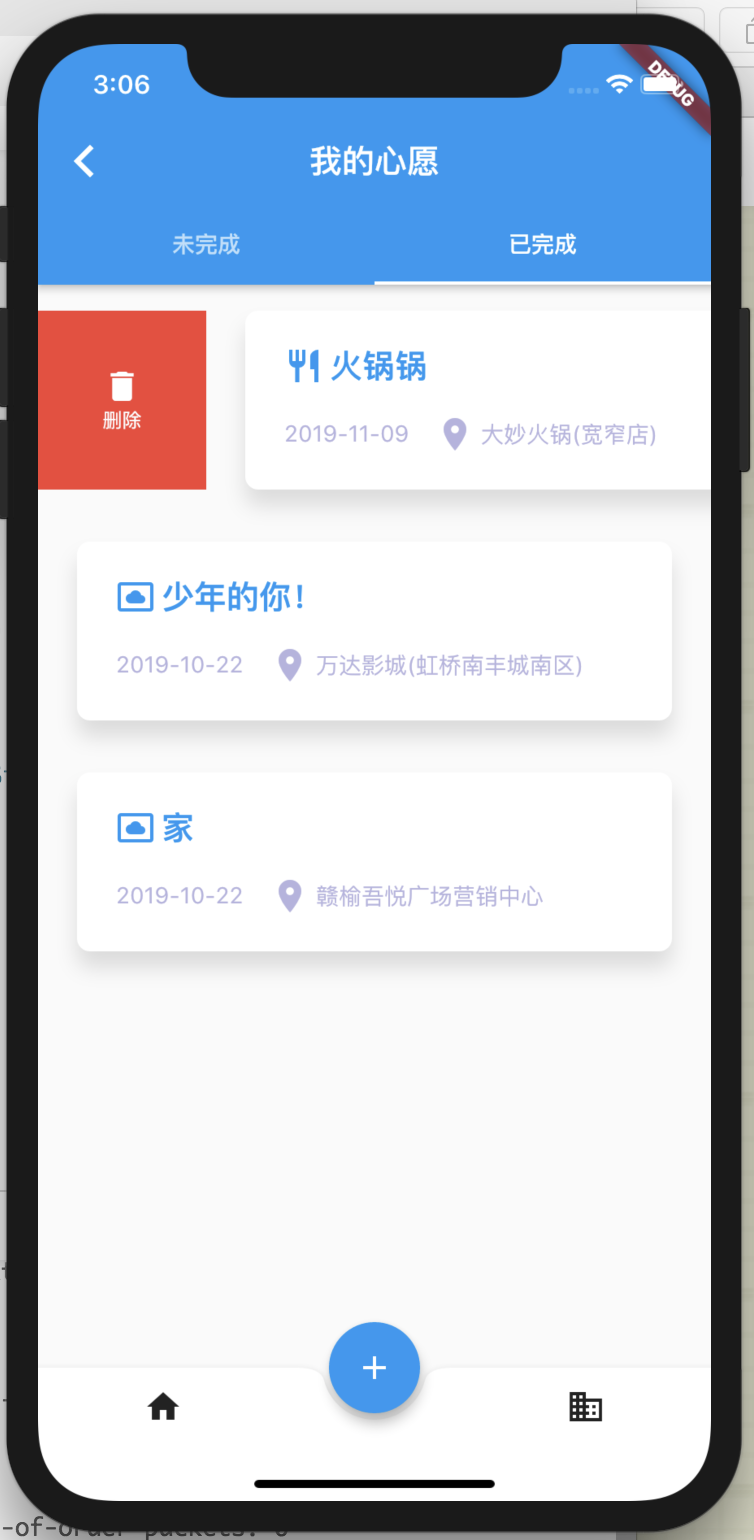 3:06
DEBUG
我的心愿
未完成
已完成
删除
火锅锅
2019-11-09 大妙火锅(宽窄店)
少年的你!
2019-10-22 万达影城(虹桥南丰城南区)
家
2019-10-22 赣榆吾悦广场营销中心
-of-order packets: